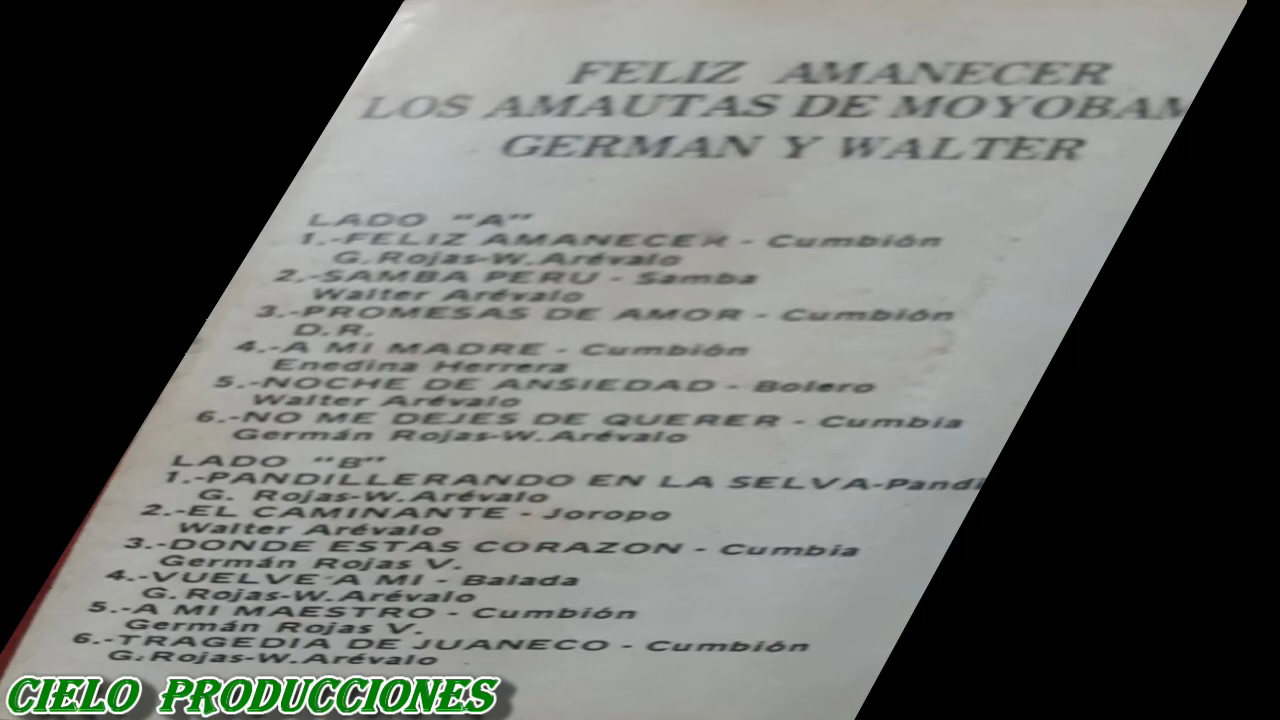 FELIZ AMANECER
LOS AMAUTAS DE MOYOBAM
GERMAN Y WALTER
LADO "A"
1.-FELIZ AMANECER - Cumbión
G. Rojas-W. Arévalo
2.-SAMBA PERU - Samba
Walter Arévalo
3.-PROMESAS DE AMOR - Cumbión
D.R.
4.-A MI MADRE - Cumbión
Enedina Herrera
5.-NOCHE DE ANSIEDAD - Bolero
Walter Arévalo
6.-NO ME DEJES DE QUERER - Cumbia
Germán Rojas-W. Arévalo
LADO "B"
1.-PANDILLERANDO EN LA SELVA-Pandi
G. Rojas-W. Arévalo
2.-EL CAMINANTE - Joropo
Walter Arévalo
3.-DONDE ESTAS CORAZON - Cumbia
Germán Rojas V.
4.-VUELVE A MI - Balada
G. Rojas-W. Arévalo
5.-A MI MAESTRO - Cumbión
Germán Rojas V.
6.-TRAGEDIA DE JUANECO - Cumbión
G. Rojas-W. Arévalo
CIELO PRODUCCIONES